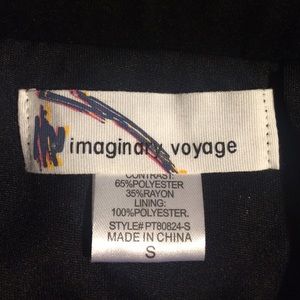 imaginary voyage
CONTRAST:
65%POLYESTER
35%RAYON
LINING:
100%POLYESTER.
STYLE# PT80824-S
MADE IN CHINA
S